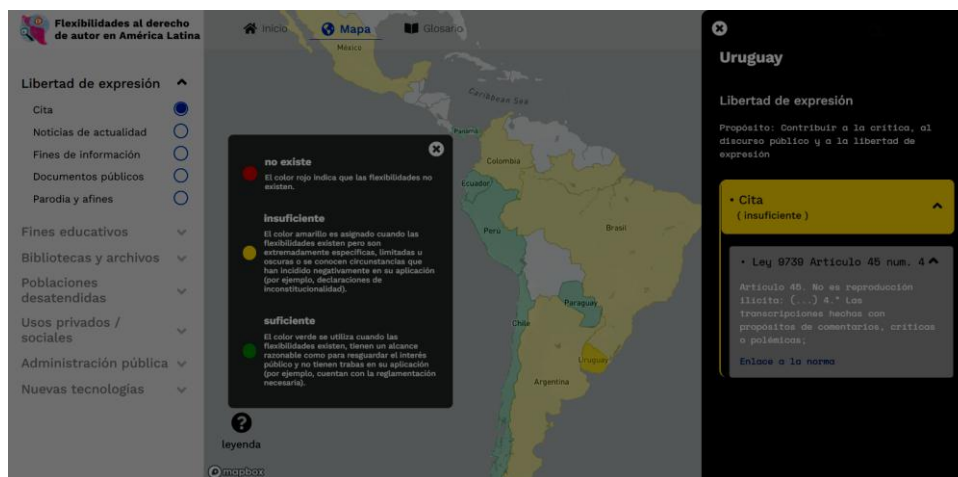 Flexibilidades al derecho
de autor en América Latina
Inicio
Mapa
Glosario
Libertad de expresión
Cita
Noticias de actualidad
Fines de información
Documentos públicos
Parodia y afines
Fines educativos
Bibliotecas y archivos
Poblaciones
desatendidas
Usos privados /
sociales
Administración pública
Nuevas tecnologías
México
Caribbean Sea
Panamá
Colombia
Ecuador
Perú
Brasil
Paraguay
Chile
Uruguay
Argentina
no existe
El color rojo indica que las flexibilidades no
existen.
insuficiente
El color amarillo es asignado cuando las
flexibilidades existen pero son
extremadamente específicas, limitadas u
oscuras o se conocen circunstancias que
han incidido negativamente en su aplicación
(por ejemplo, declaraciones de
inconstitucionalidad).
suficiente
El color verde se utiliza cuando las
flexibilidades existen, tienen un alcance
razonable como para resguardar el interés
público y no tienen trabas en su aplicación
(por ejemplo, cuentan con la reglamentación
necesaria).
?
leyenda
mapbox
Uruguay
Libertad de expresión
Propósito: Contribuir a la crítica, al
discurso público y a la libertad de
expresión
• Cita
( insuficiente )
• Ley 9739 Artículo 45 num. 4
Artículo 45. No es reproducción
ilícita: (...) 4.° Las
transcripciones hechas con
propósitos de comentarios, críticas
o polémicas;
Enlace a la norma